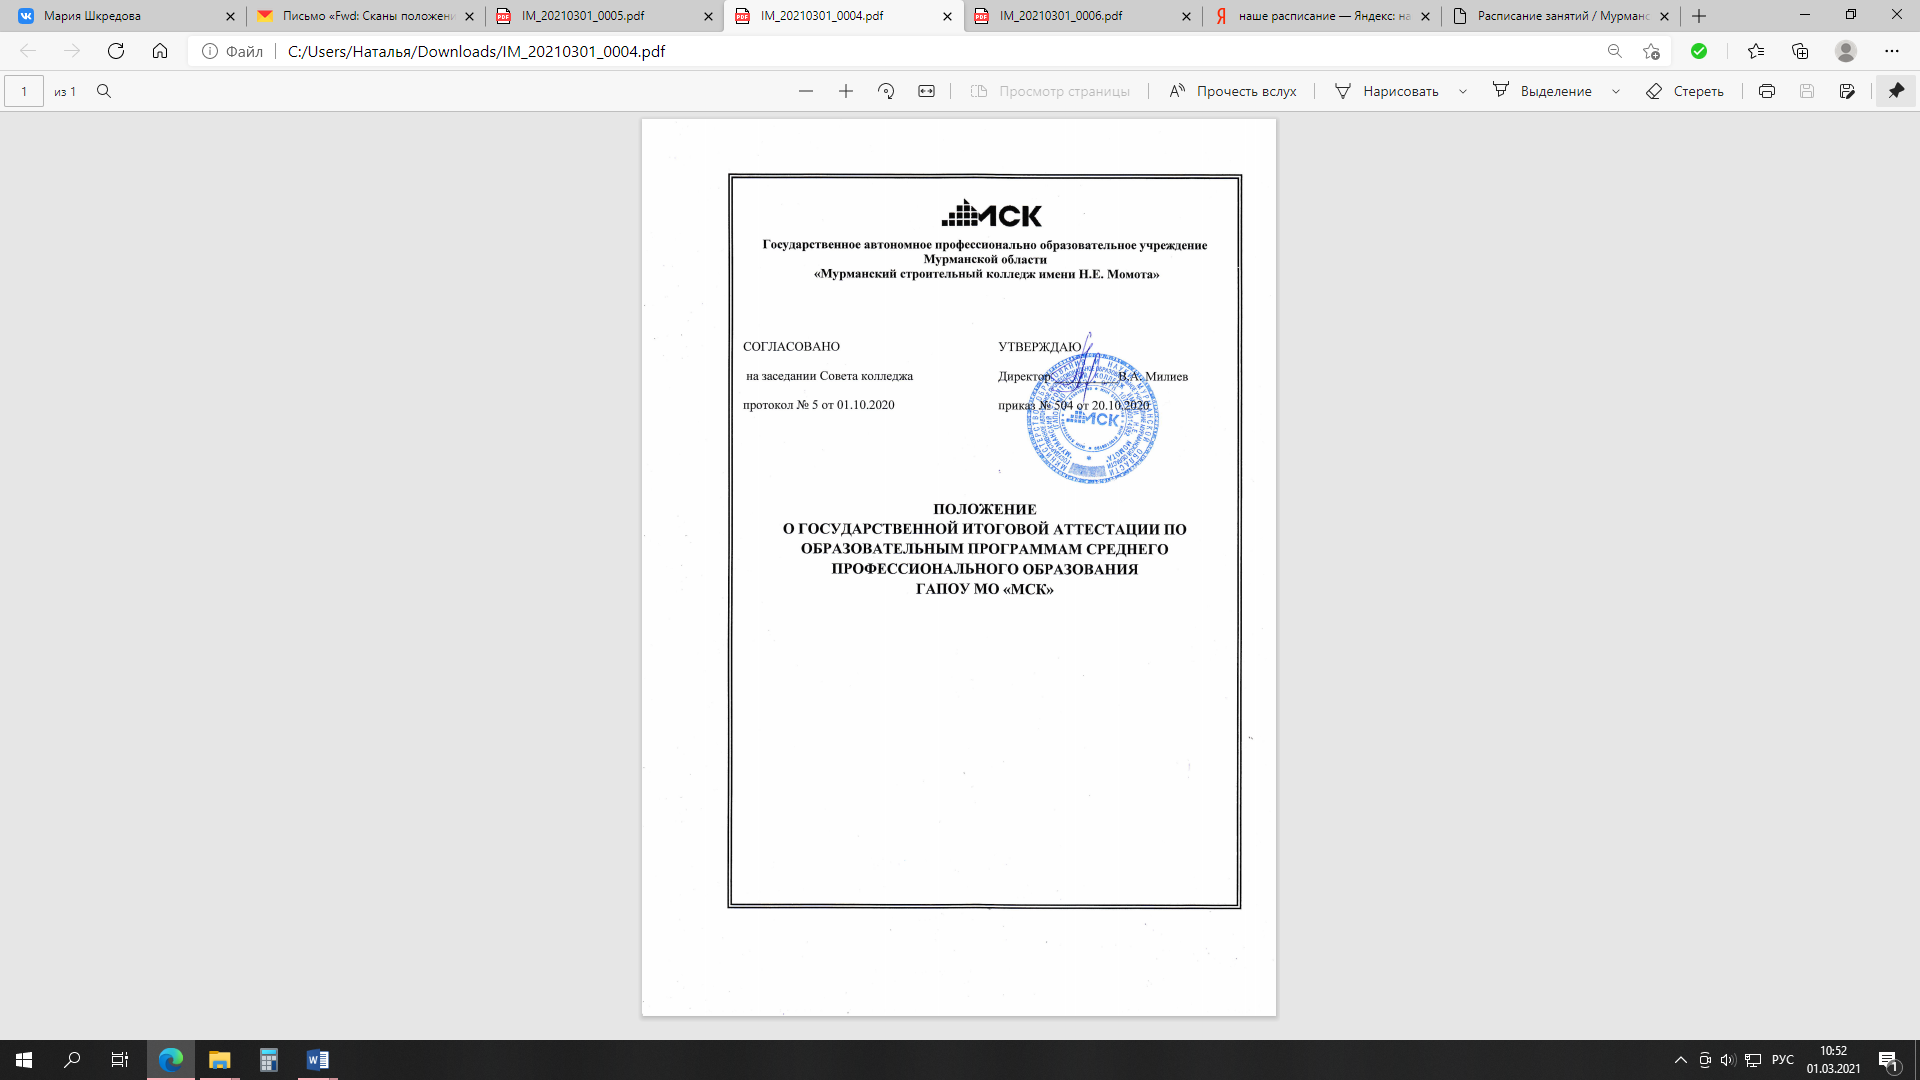 Мария Шкредова
Письмо «Fwd: Сканы положени
IM_20210301_0005.pdf
IM_20210301_0004.pdf
IM_20210301_0006.pdf
наше расписание — Яндекс: на
Расписание занятий / Мурманс
Файл
C:/Users/Наталья/Downloads/IM_20210301_0004.pdf
1 из 1
Просмотр страницы
Прочесть вслух
Нарисовать
Выделение
Стереть
МСК
Государственное автономное профессионально образовательное учреждение
Мурманской области
«Мурманский строительный колледж имени Н.Е. Момота»
СОГЛАСОВАНО
на заседании Совета колледжа
протокол № 5 от 01.10.2020
УТВЕРЖДАЮ
Директор В.А. Милиев
приказ № 504 от 20.10.2020
МСК
ПОЛОЖЕНИЕ
О ГОСУДАРСТВЕННОЙ ИТОГОВОЙ АТТЕСТАЦИИ ПО
ОБРАЗОВАТЕЛЬНЫМ ПРОГРАММАМ СРЕДНЕГО
ПРОФЕССИОНАЛЬНОГО ОБРАЗОВАНИЯ
ГАПОУ МО «МСК»
РУС
10:52
01.03.2021
1